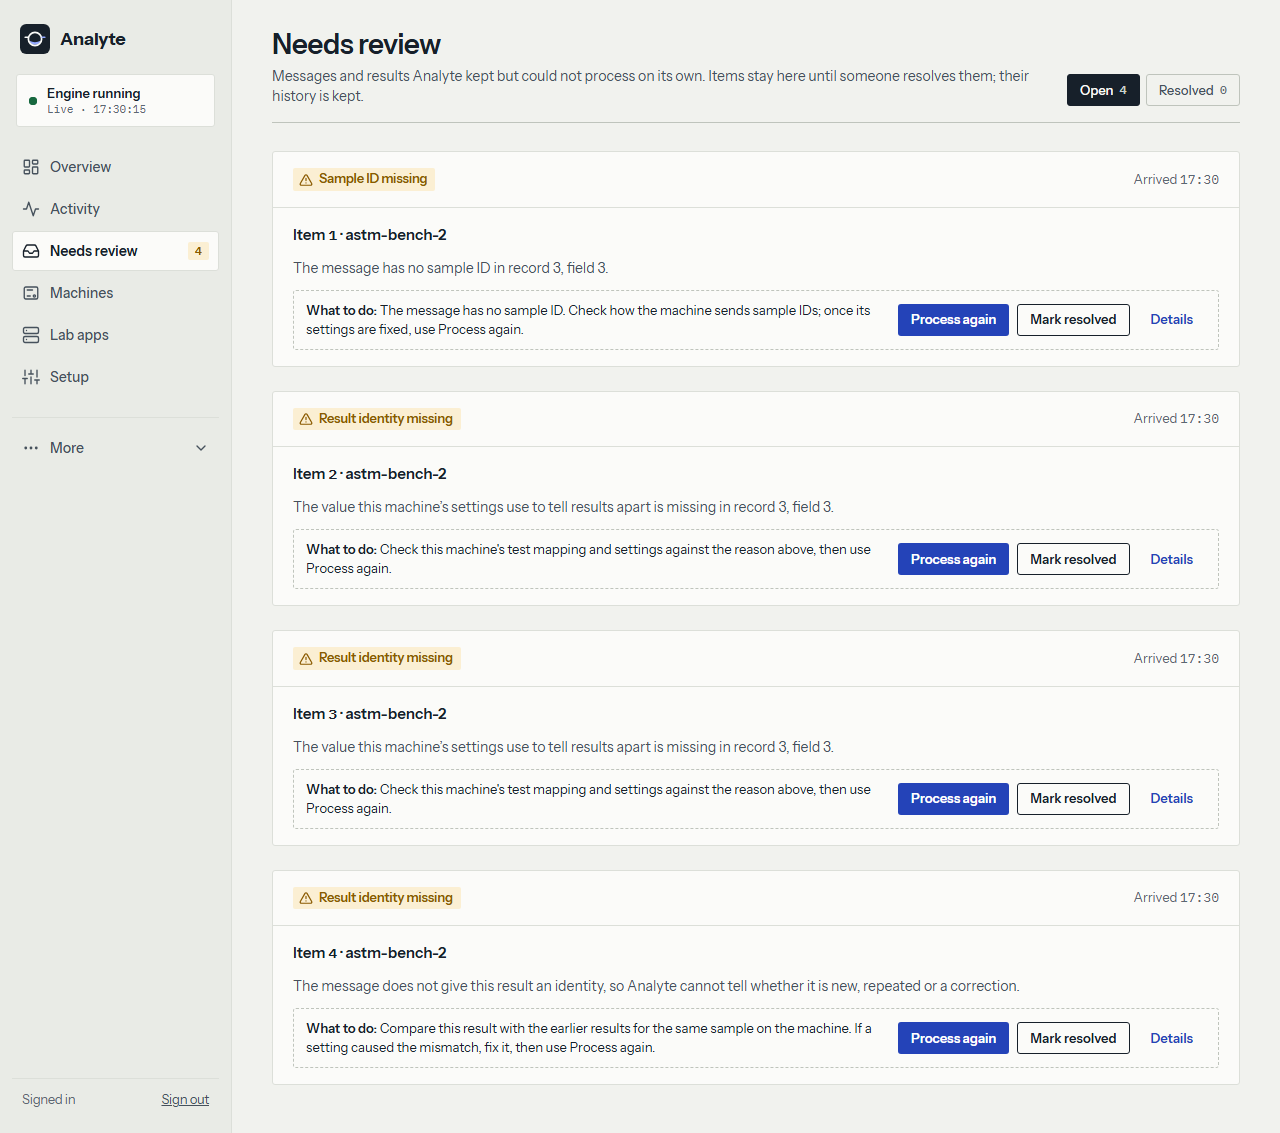 Analyte
Engine running
Live · 17:30:15
Overview
Activity
Needs review 4
Machines
Lab apps
Setup
More
Signed in Sign out
Needs review
Messages and results Analyte kept but could not process on its own. Items stay here until someone resolves them; their
history is kept.
Open 4 Resolved 0
Sample ID missing Arrived 17:30
Item 1 · astm-bench-2
The message has no sample ID in record 3, field 3.
What to do: The message has no sample ID. Check how the machine sends sample IDs; once its
settings are fixed, use Process again.
Process again Mark resolved Details
Result identity missing Arrived 17:30
Item 2 · astm-bench-2
The value this machine's settings use to tell results apart is missing in record 3, field 3.
What to do: Check this machine's test mapping and settings against the reason above, then use
Process again.
Process again Mark resolved Details
Result identity missing Arrived 17:30
Item 3 · astm-bench-2
The value this machine's settings use to tell results apart is missing in record 3, field 3.
What to do: Check this machine's test mapping and settings against the reason above, then use
Process again.
Process again Mark resolved Details
Result identity missing Arrived 17:30
Item 4 · astm-bench-2
The message does not give this result an identity, so Analyte cannot tell whether it is new, repeated or a correction.
What to do: Compare this result with the earlier results for the same sample on the machine. If a
setting caused the mismatch, fix it, then use Process again.
Process again Mark resolved Details